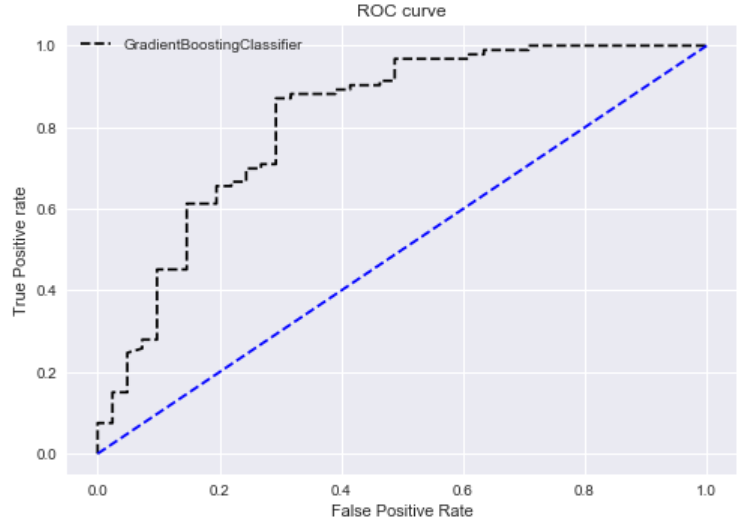 ROC curve
GradientBoostingClassifier
True Positive rate
1.0
0.8
0.6
0.4
0.2
0.0
0.0 0.2 0.4 0.6 0.8 1.0
False Positive Rate